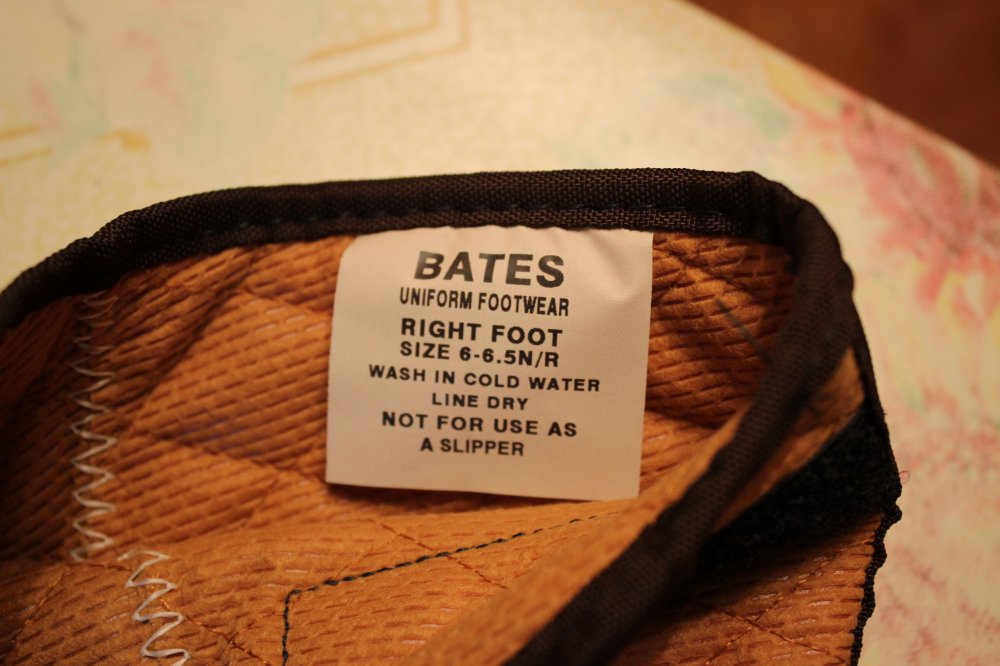 BATES
UNIFORM FOOTWEAR
RIGHT FOOT
SIZE 6-6.5N/R
WASH IN COLD WATER
LINE DRY
NOT FOR USE AS
A SLIPPER